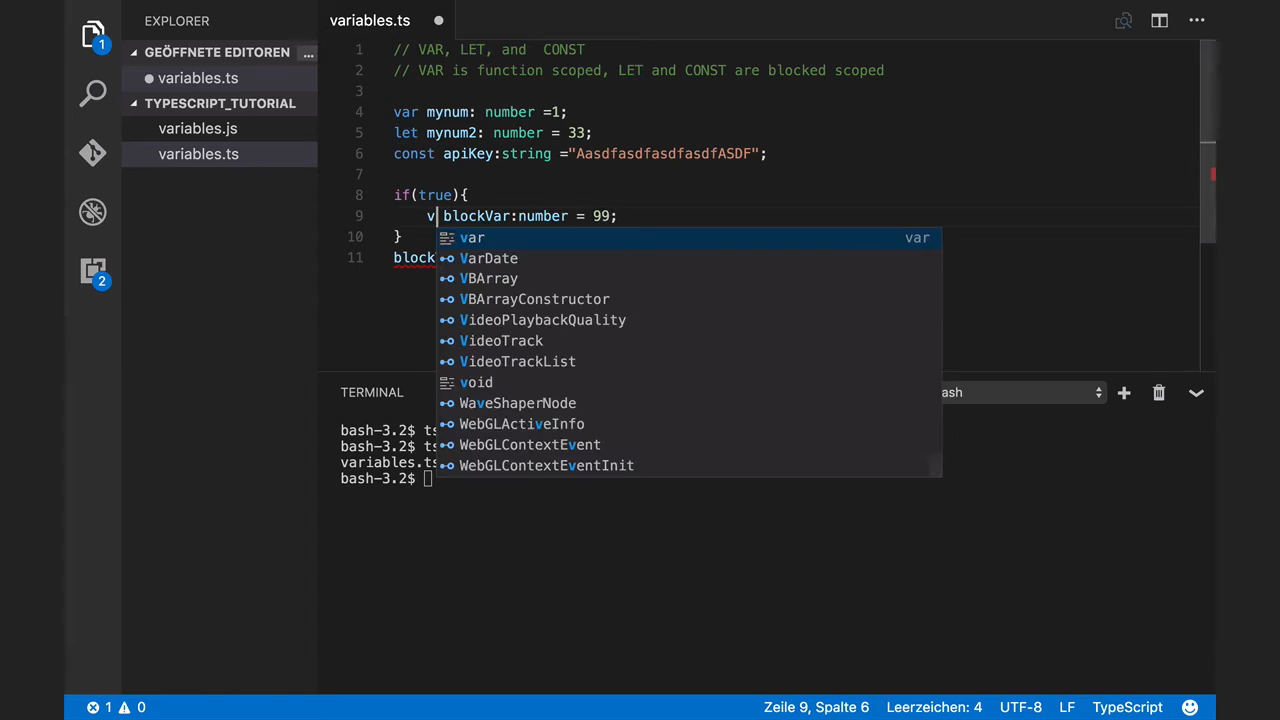 EXPLORER
GEÖFFNETE EDITOREN ...
variables.ts
TYPESCRIPT_TUTORIAL
variables.js
variables.ts
1
2
variables.ts
1 // VAR, LET, and  CONST
2 // VAR is function scoped, LET and CONST are blocked scoped
3
4 var mynum: number =1;
5 let mynum2: number = 33;
6 const apiKey:string ="AasdfasdfasdfasdfASDF";
7
8 if(true){
9 v blockVar:number = 99;
10 }
11 block
var var
VarDate
VBArray
VBArrayConstructor
VideoPlaybackQuality
VideoTrack
VideoTrackList
void
WaveShaperNode
WebGLActiveInfo
WebGLContextEvent
WebGLContextEventInit
TERMINAL ash
bash-3.2$ ts
bash-3.2$ ts
variables.ts
bash-3.2$
1 0 Zeile 9, Spalte 6 Leerzeichen: 4 UTF-8 LF TypeScript